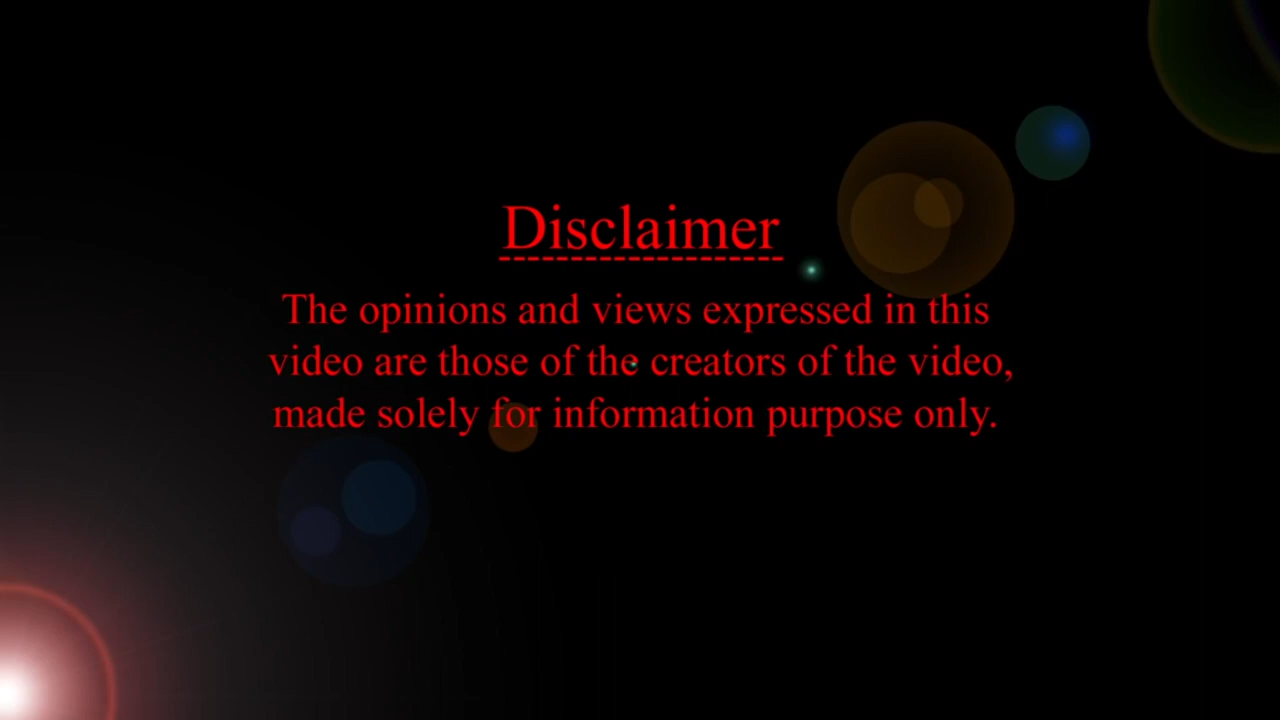 Disclaimer
The opinions and views expressed in this
video are those of the creators of the video,
made solely for information purpose only.